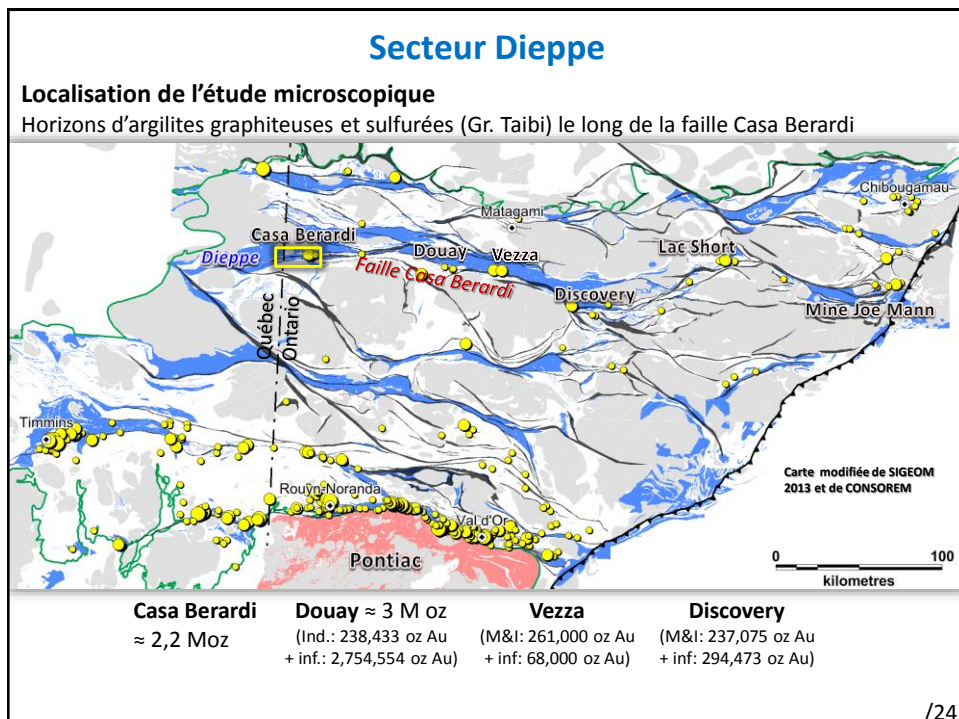 Secteur Dieppe
Localisation de l'étude microscopique
Horizons d'argilites graphiteuses et sulfurées (Gr. Taibi) le long de la faille Casa Berardi
Chibougamau
Matagami
Casa Berardi
Douay
Vezza
Lac Short
Dieppe
Faille Casa Berardi
Discovery
Mine Joe Mann
Québec
Ontario
Timmins
Carte modifiée de SIGEOM
2013 et de CONSOREM
Rouyn-Noranda
Val d'Or
Pontiac
0 100
kilometres
Casa Berardi
≈ 2,2 Moz
Douay ≈ 3 M oz
(Ind.: 238,433 oz Au
+ inf.: 2,754,554 oz Au)
Vezza
(M&I: 261,000 oz Au
+ inf: 68,000 oz Au)
Discovery
(M&I: 237,075 oz Au
+ inf: 294,473 oz Au)
/24